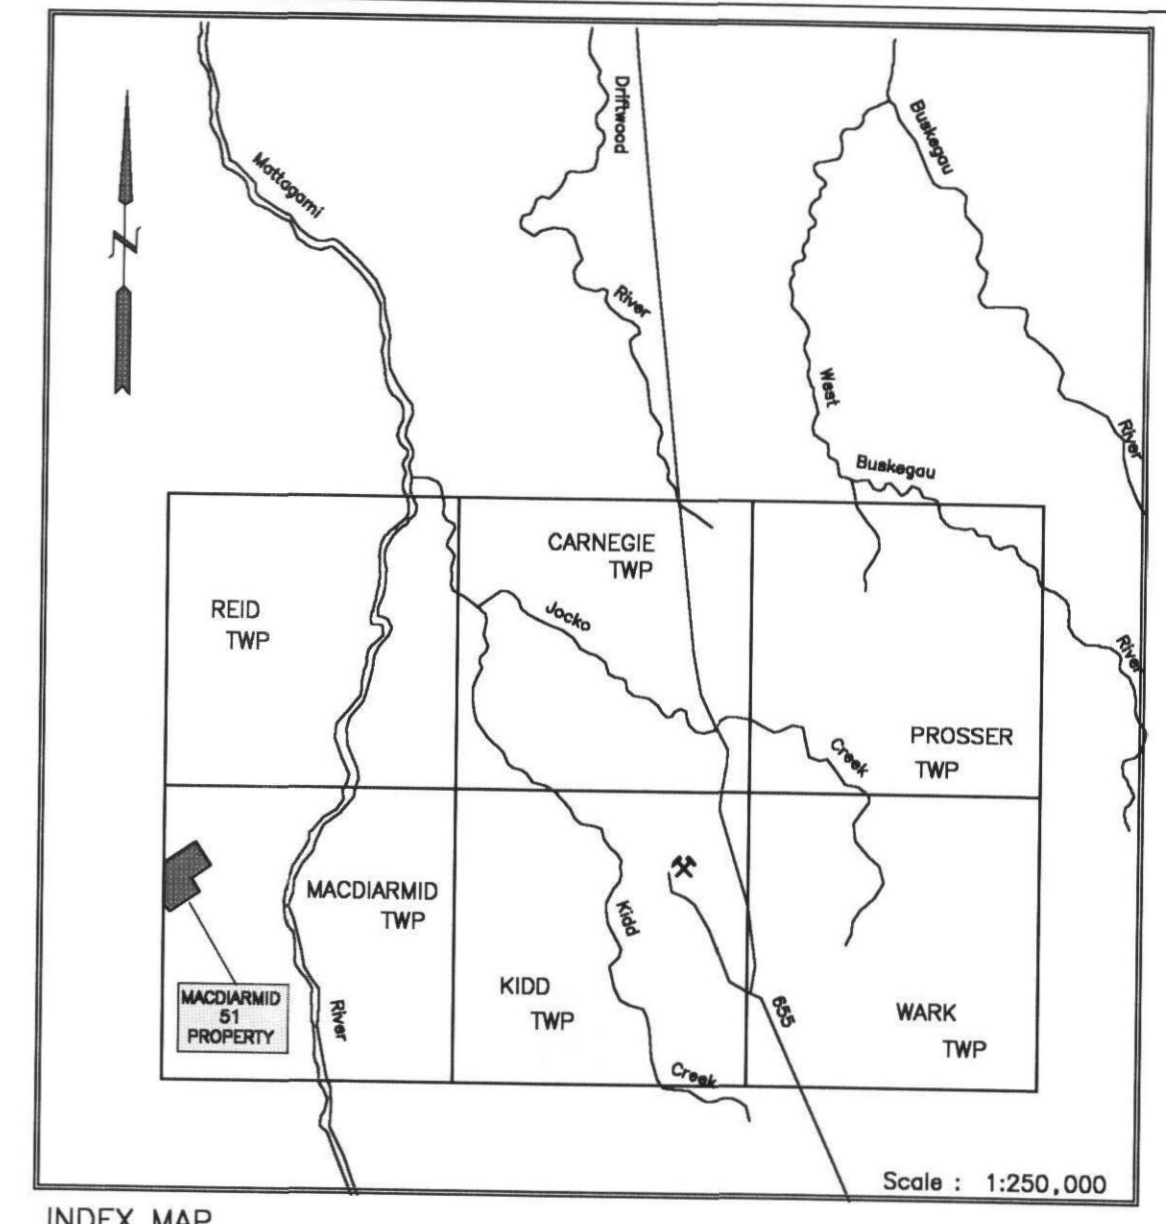 Driftwood
Buskegau
Mattagami
N
River
West
River
Buskegau
CARNEGIE
TWP
REID
TWP
Jocko
River
PROSSER
TWP
Creek
MACDIARMID
TWP
Kidd
MACDIARMID
51
PROPERTY
River
KIDD
TWP
655
WARK
TWP
Creek
Scale : 1:250,000
INDEX MAP